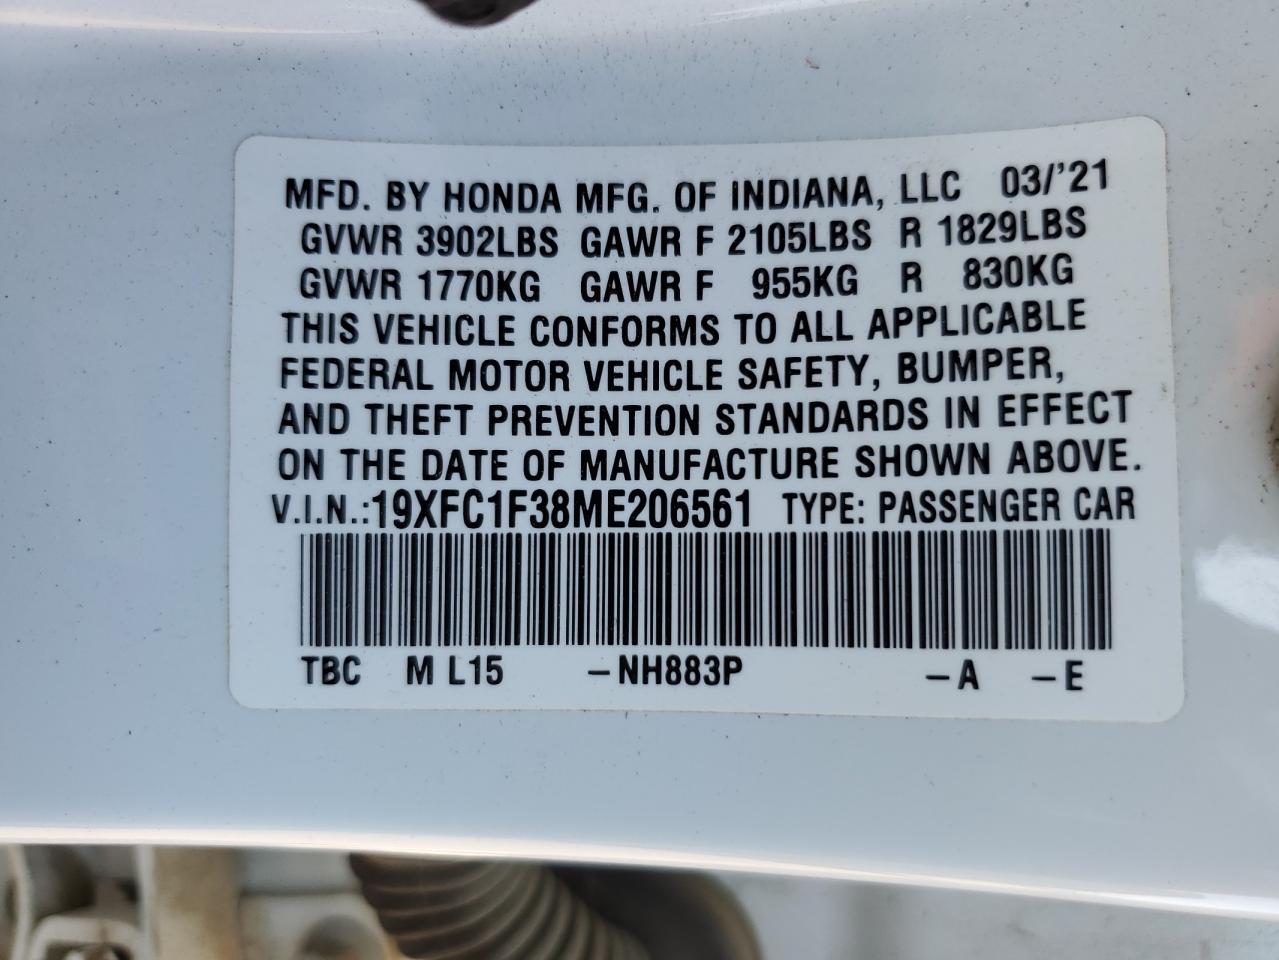 MFD. BY HONDA MFG. OF INDIANA, LLC 03/'21
GVWR 3902LBS GAWR F 2105LBS R 1829LBS
GVWR 1770KG GAWR F 955KG R 830KG
THIS VEHICLE CONFORMS TO ALL APPLICABLE
FEDERAL MOTOR VEHICLE SAFETY, BUMPER,
AND THEFT PREVENTION STANDARDS IN EFFECT
ON THE DATE OF MANUFACTURE SHOWN ABOVE.
V.I.N.:19XFC1F38ME206561 TYPE: PASSENGER CAR
TBC M L15 –NH883P –A –E